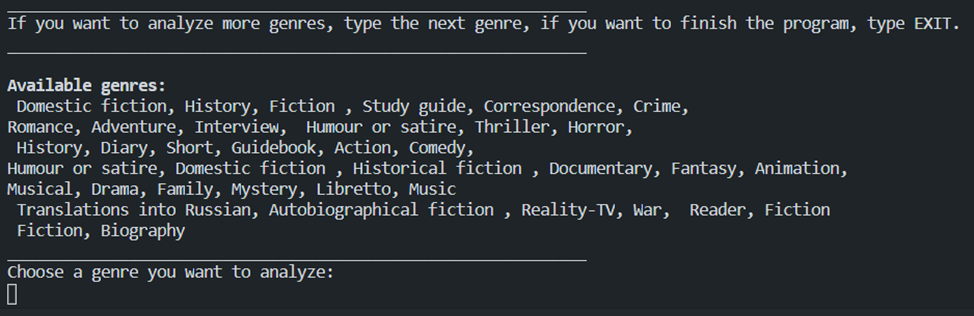 If you want to analyze more genres, type the next genre, if you want to finish the program, type EXIT.
Available genres:
Domestic fiction, History, Fiction , Study guide, Correspondence, Crime,
Romance, Adventure, Interview,  Humour or satire, Thriller, Horror,
History, Diary, Short, Guidebook, Action, Comedy,
Humour or satire, Domestic fiction , Historical fiction , Documentary, Fantasy, Animation,
Musical, Drama, Family, Mystery, Libretto, Music
Translations into Russian, Autobiographical fiction , Reality-TV, War,  Reader, Fiction
Fiction, Biography
Choose a genre you want to analyze: